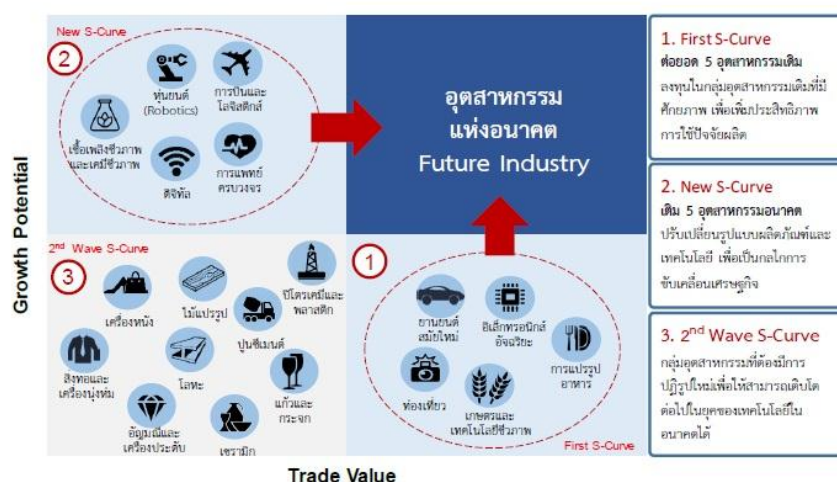 New S-Curve
2
หุ่นยนต์
(Robotics)
การบินและ
โลจิสติกส์
เชื้อเพลิงชีวภาพ
และเคมีชีวภาพ
ดิจิทัล
การแพทย์
ครบวงจร
อุตสาหกรรม
แห่งอนาคต
Future Industry
Growth Potential
2nd Wave S-Curve
3
เครื่องหนัง
ไม้แปรรูป
ปิโตรเคมีและ
พลาสติก
ปูนซีเมนต์
สิ่งทอและ
เครื่องนุ่งห่ม
โลหะ
แก้วและ
กระจก
อัญมณีและ
เครื่องประดับ
เซรามิก
1
ยานยนต์
สมัยใหม่
อิเล็กทรอนิกส์
อัจฉริยะ
การแปรรูป
อาหาร
ท่องเที่ยว
เกษตรและ
เทคโนโลยีชีวภาพ
First S-Curve
Trade Value
1. First S-Curve
ต่อยอด 5 อุตสาหกรรมเดิม
ลงทุนในกลุ่มอุตสาหกรรมเดิมที่มี
ศักยภาพ เพื่อเพิ่มประสิทธิภาพ
การใช้ปัจจัยผลิต
2. New S-Curve
เติม 5 อุตสาหกรรมอนาคต
ปรับเปลี่ยนรูปแบบผลิตภัณฑ์และ
เทคโนโลยี เพื่อเป็นกลไกการ
ขับเคลื่อนเศรษฐกิจ
3. 2nd Wave S-Curve
กลุ่มอุตสาหกรรมที่ต้องมีการ
ปฏิรูปใหม่เพื่อให้สามารถเติบโต
ต่อไปในยุคของเทคโนโลยีใน
อนาคตได้